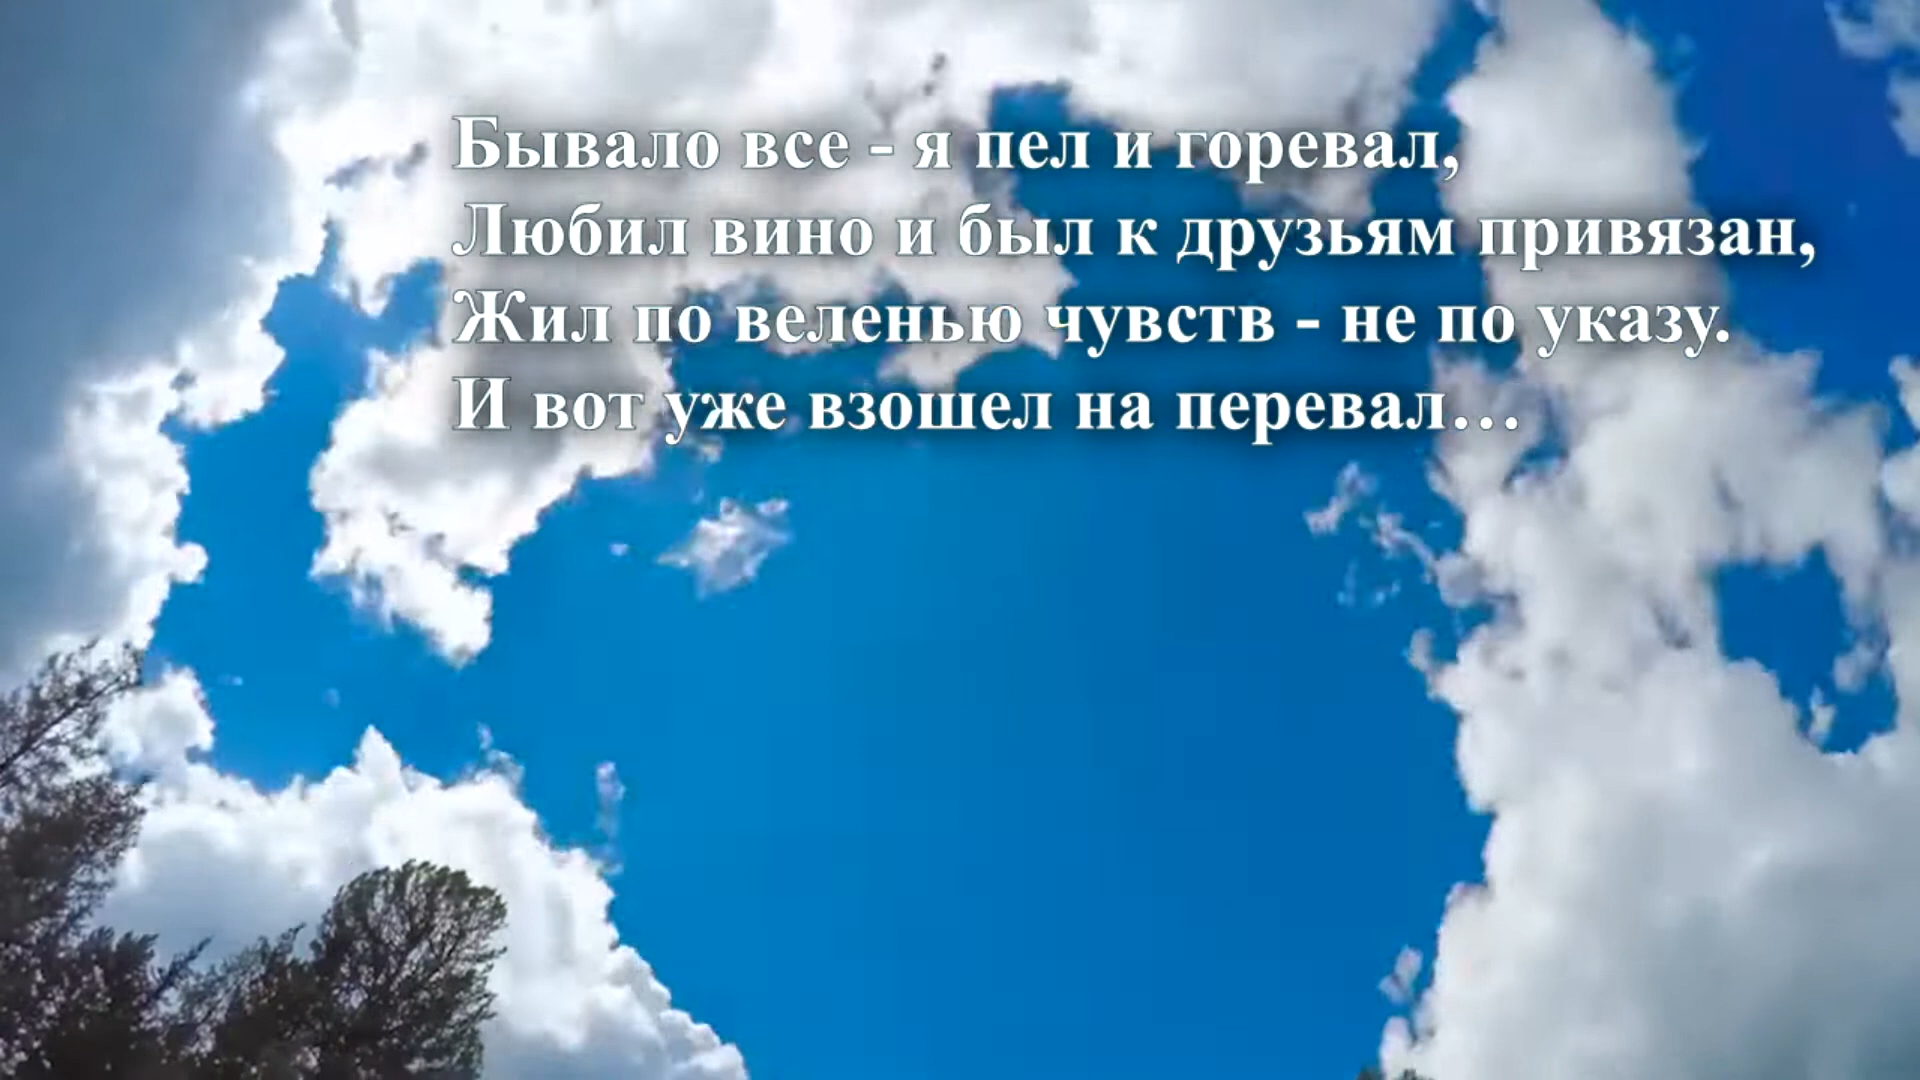 Бывало все - я пел и горевал,
Любил вино и был к друзьям привязан,
Жил по веленью чувств - не по указу.
И вот уже взошел на перевал…